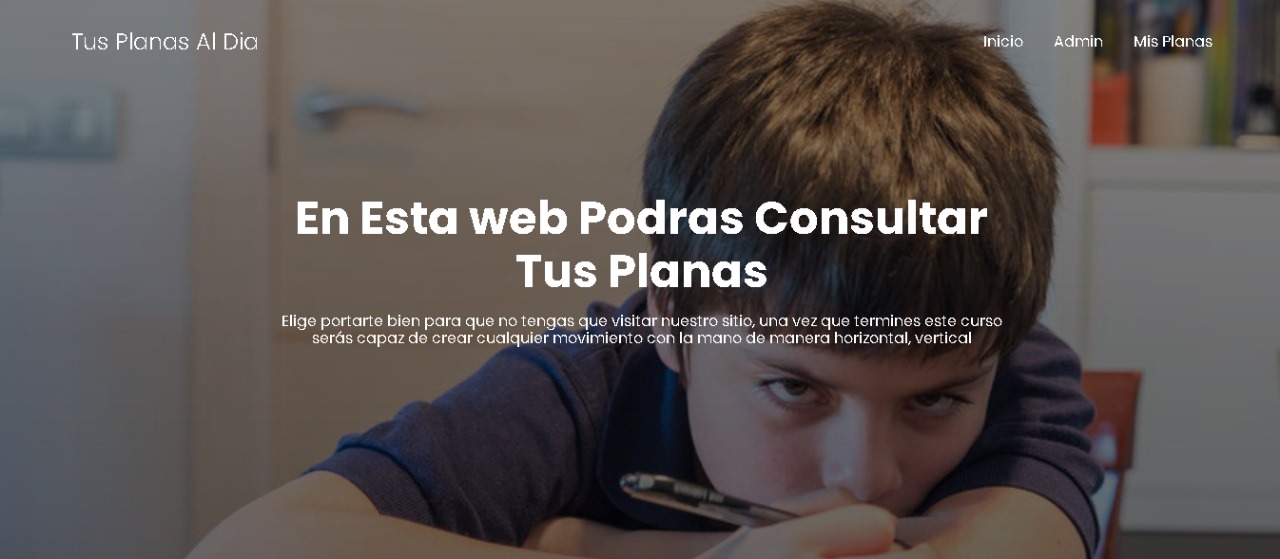 Tus Planas Al Dia
Inicio Admin Mis Planas
En Esta web Podras Consultar
Tus Planas
Elige portarte bien para que no tengas que visitar nuestro sitio, una vez que termines este curso
serás capaz de crear cualquier movimiento con la mano de manera horizontal, vertical